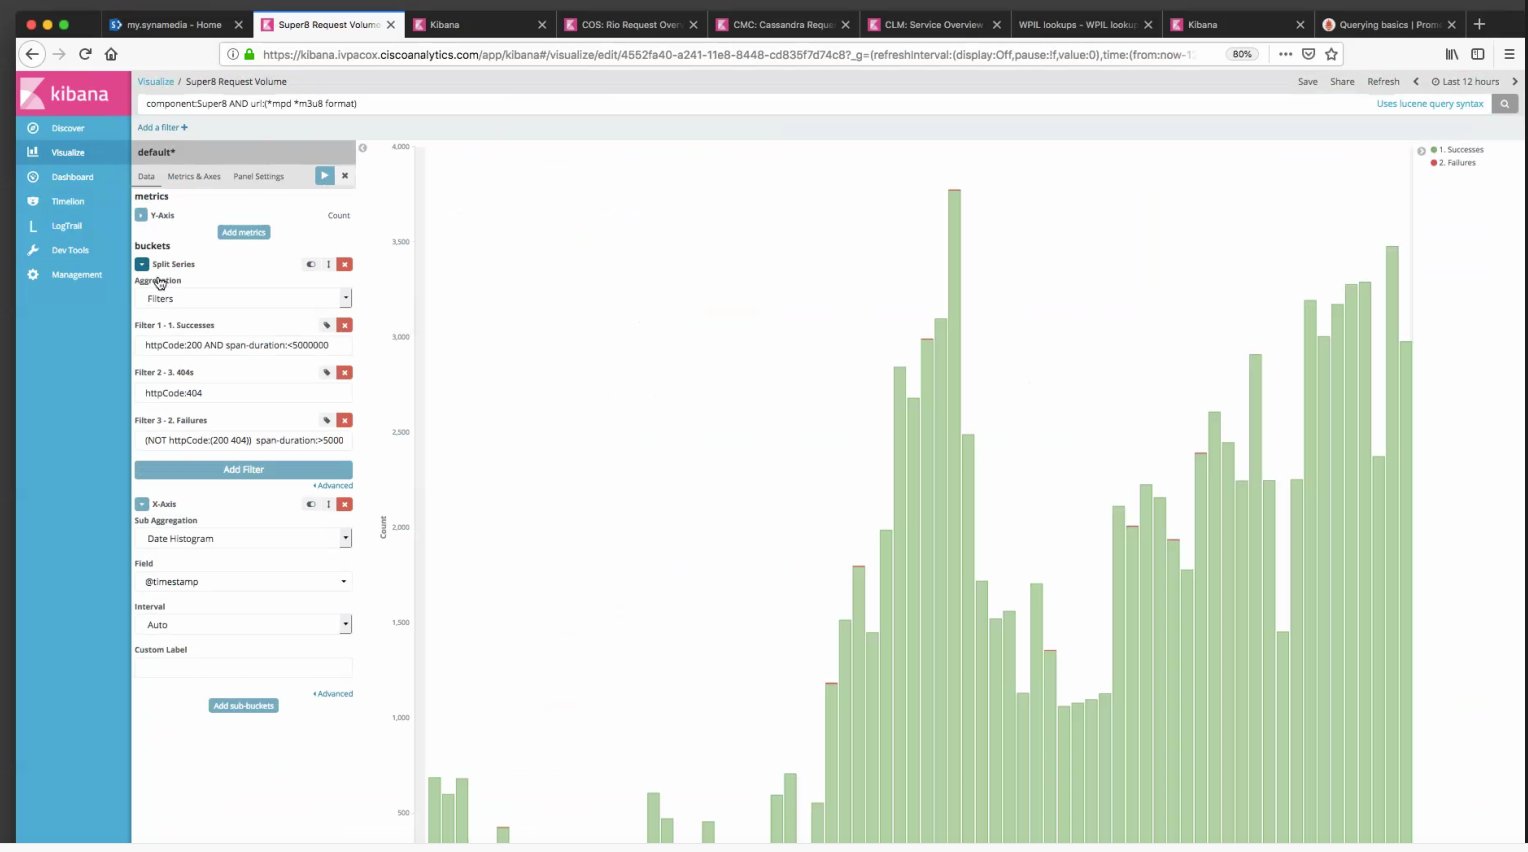 my.synamedia - Home
Super8 Request Volume
Kibana
COS: Rio Request Over
CMC: Cassandra Reque
CLM: Service Overview
WPIL lookups - WPIL lookup
Kibana
Querying basics | Prom
https://kibana.ivpacox.ciscoanalytics.com/app/kibana#/visualize/edit/4552fa40-a241-11e8-8448-cd835f7d74c8?_g=(refreshInterval:(display:Off,pause:!f,value:0),time:(from:now-12
80%
kibana
Visualize / Super8 Request Volume
Save Share Refresh Last 12 hours
component:Super8 AND url:(*mpd *m3u8 format)
Uses lucene query syntax
Add a filter +
Discover
Visualize
Dashboard
Timelion
L LogTrail
Dev Tools
Management
default*
Data Metrics & Axes Panel Settings
metrics
Y-Axis Count
Add metrics
buckets
Split Series
Aggregation
Filters
Filter 1 - 1. Successes
httpCode:200 AND span-duration:<5000000
Filter 2 - 3. 404s
httpCode:404
Filter 3 - 2. Failures
(NOT httpCode:(200 404)) span-duration:>5000
Add Filter
Advanced
X-Axis
Sub Aggregation
Date Histogram
Field
@timestamp
Interval
Auto
Custom Label
Advanced
Add sub-buckets
4,000
3,500
3,000
2,500
2,000
1,500
1,000
500
Count
1. Successes
2. Failures